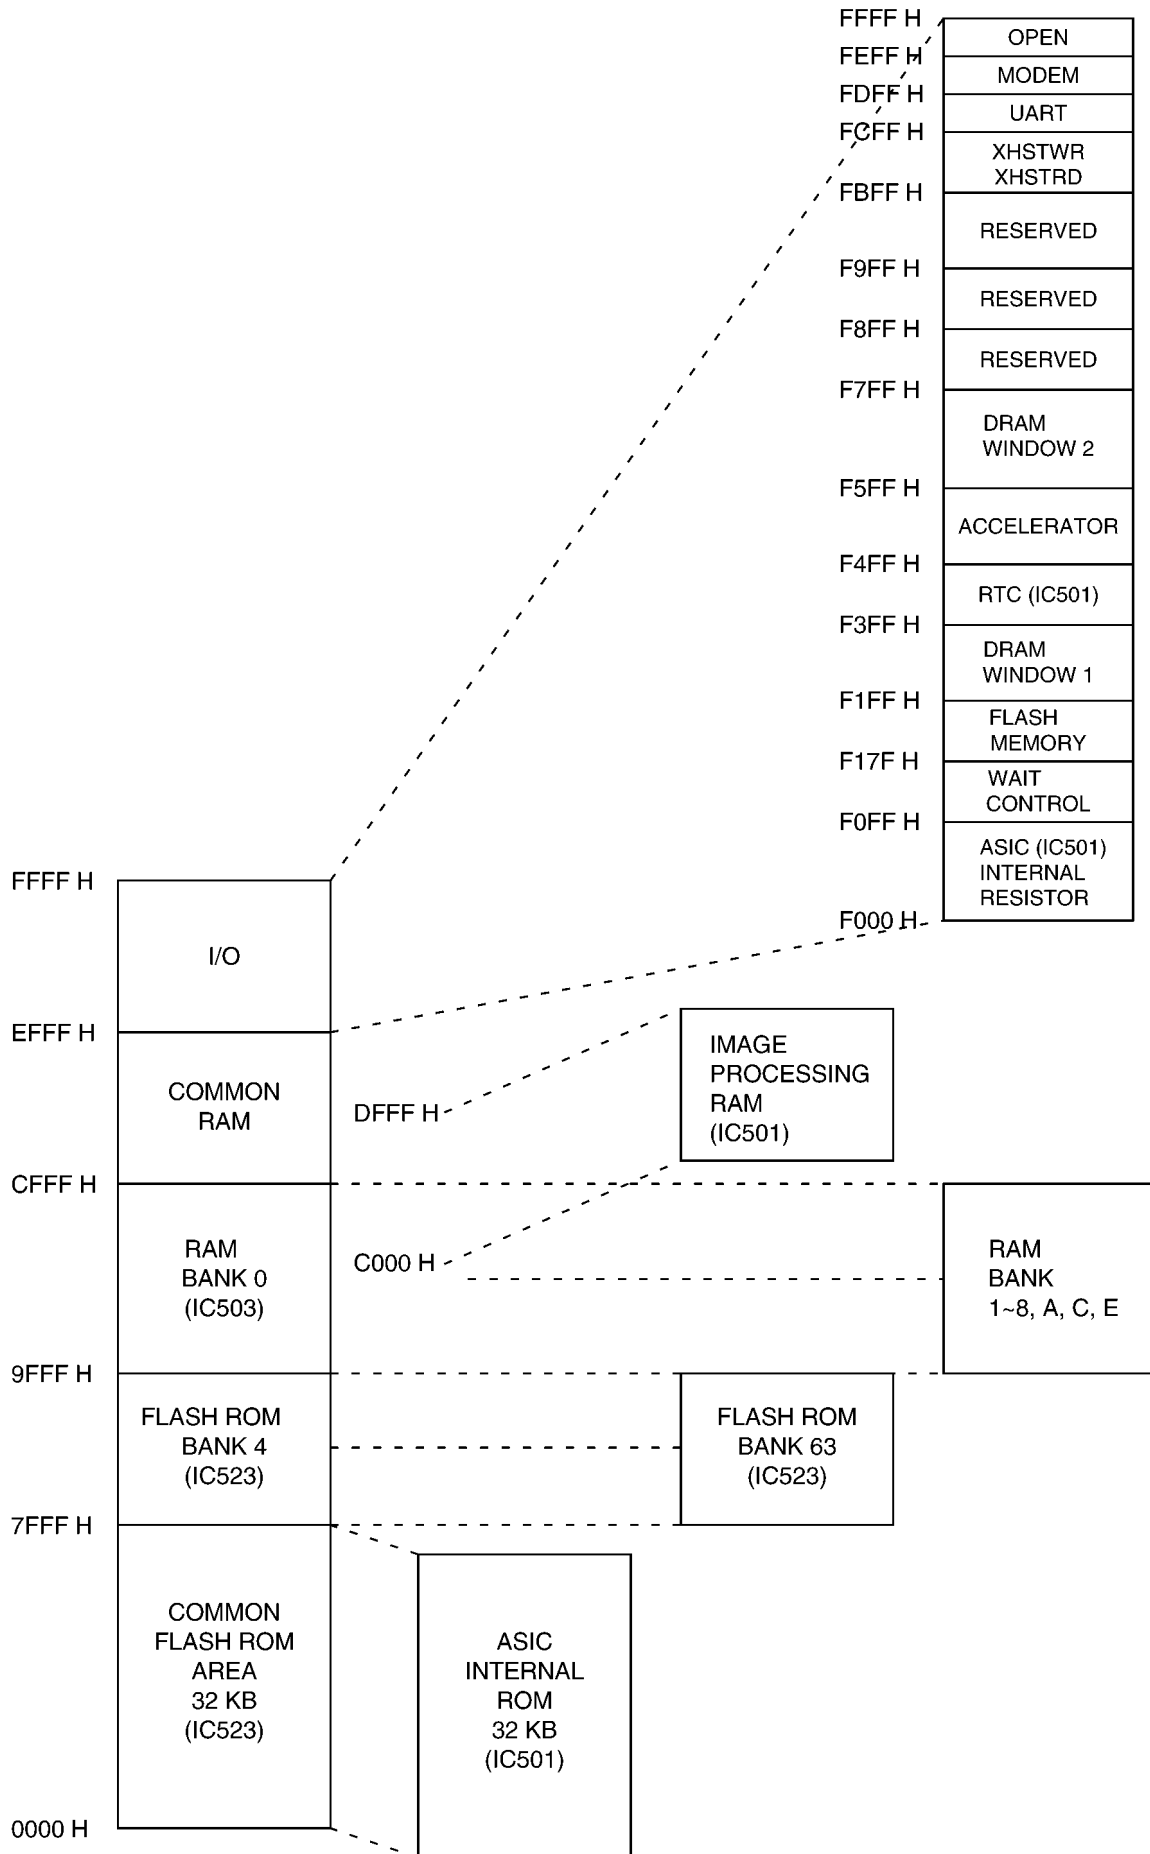 FFFF H
OPEN
FEFF H
MODEM
FDFF H
UART
FCFF H
XHSTWR
XHSTRD
FBFF H
RESERVED
F9FF H
RESERVED
F8FF H
RESERVED
F7FF H
DRAM
WINDOW 2
F5FF H
ACCELERATOR
F4FF H
RTC (IC501)
F3FF H
DRAM
WINDOW 1
F1FF H
FLASH
MEMORY
F17F H
WAIT
CONTROL
F0FF H
ASIC (IC501)
INTERNAL
RESISTOR
F000 H
FFFF H
I/O
EFFF H
COMMON
RAM
DFFF H
IMAGE
PROCESSING
RAM
(IC501)
CFFF H
RAM
BANK 0
(IC503)
C000 H
RAM
BANK
1~8, A, C, E
9FFF H
FLASH ROM
BANK 4
(IC523)
FLASH ROM
BANK 63
(IC523)
7FFF H
COMMON
FLASH ROM
AREA
32 KB
(IC523)
ASIC
INTERNAL
ROM
32 KB
(IC501)
0000 H